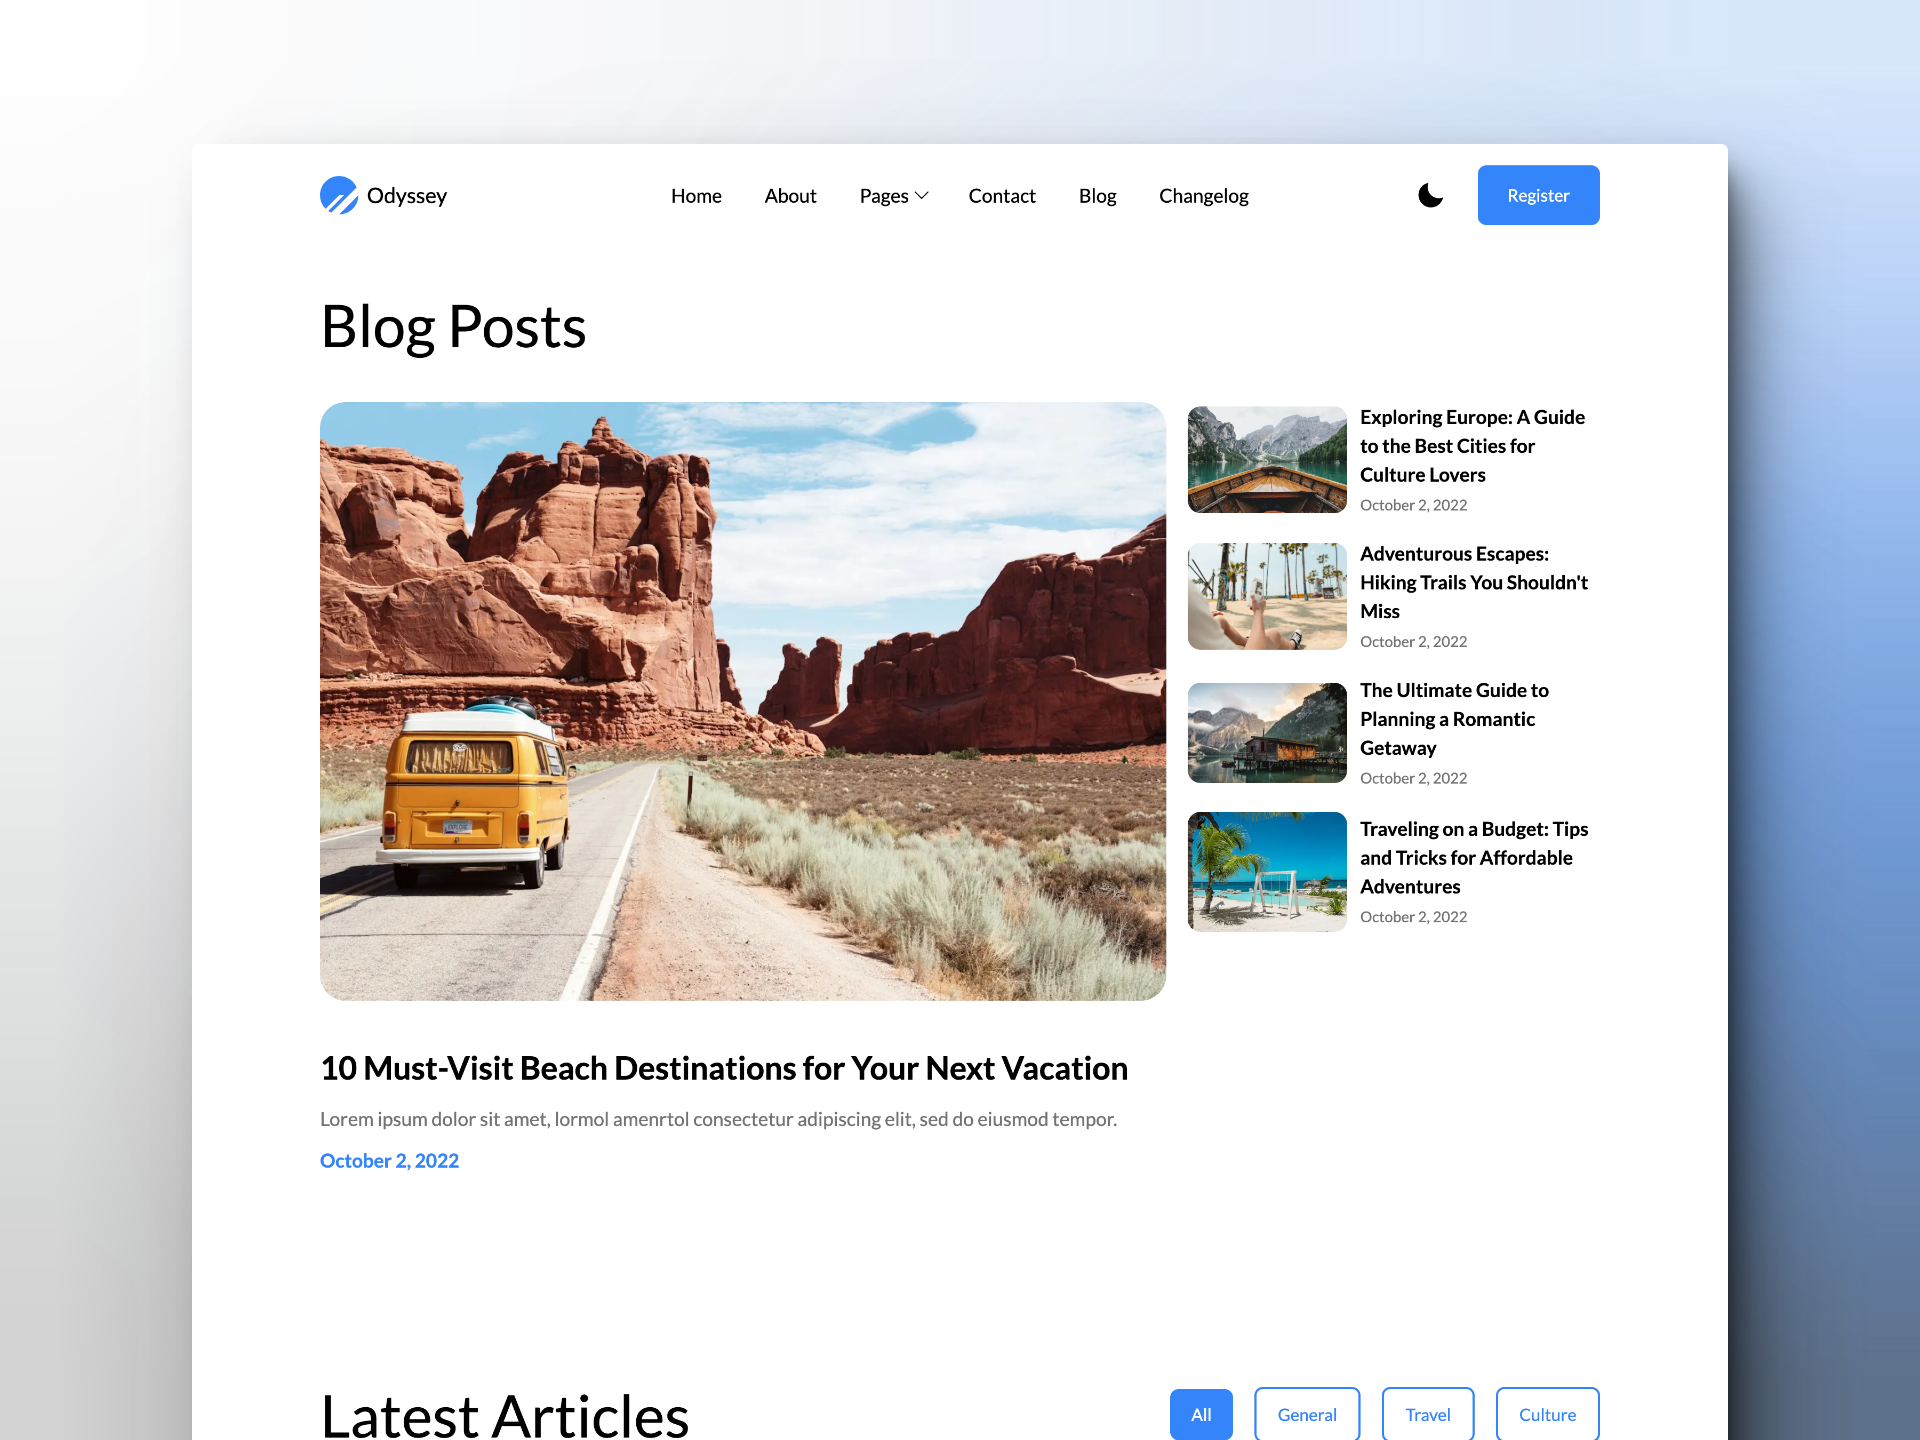 Odyssey
Home About Pages Contact Blog Changelog
Register
Blog Posts
Exploring Europe: A Guide
to the Best Cities for
Culture Lovers
October 2, 2022
Adventurous Escapes:
Hiking Trails You Shouldn't
Miss
October 2, 2022
The Ultimate Guide to
Planning a Romantic
Getaway
October 2, 2022
Traveling on a Budget: Tips
and Tricks for Affordable
Adventures
October 2, 2022
EXPLORE
10 Must-Visit Beach Destinations for Your Next Vacation
Lorem ipsum dolor sit amet, lormol amenrtol consectetur adipiscing elit, sed do eiusmod tempor.
October 2, 2022
Latest Articles
All General Travel Culture